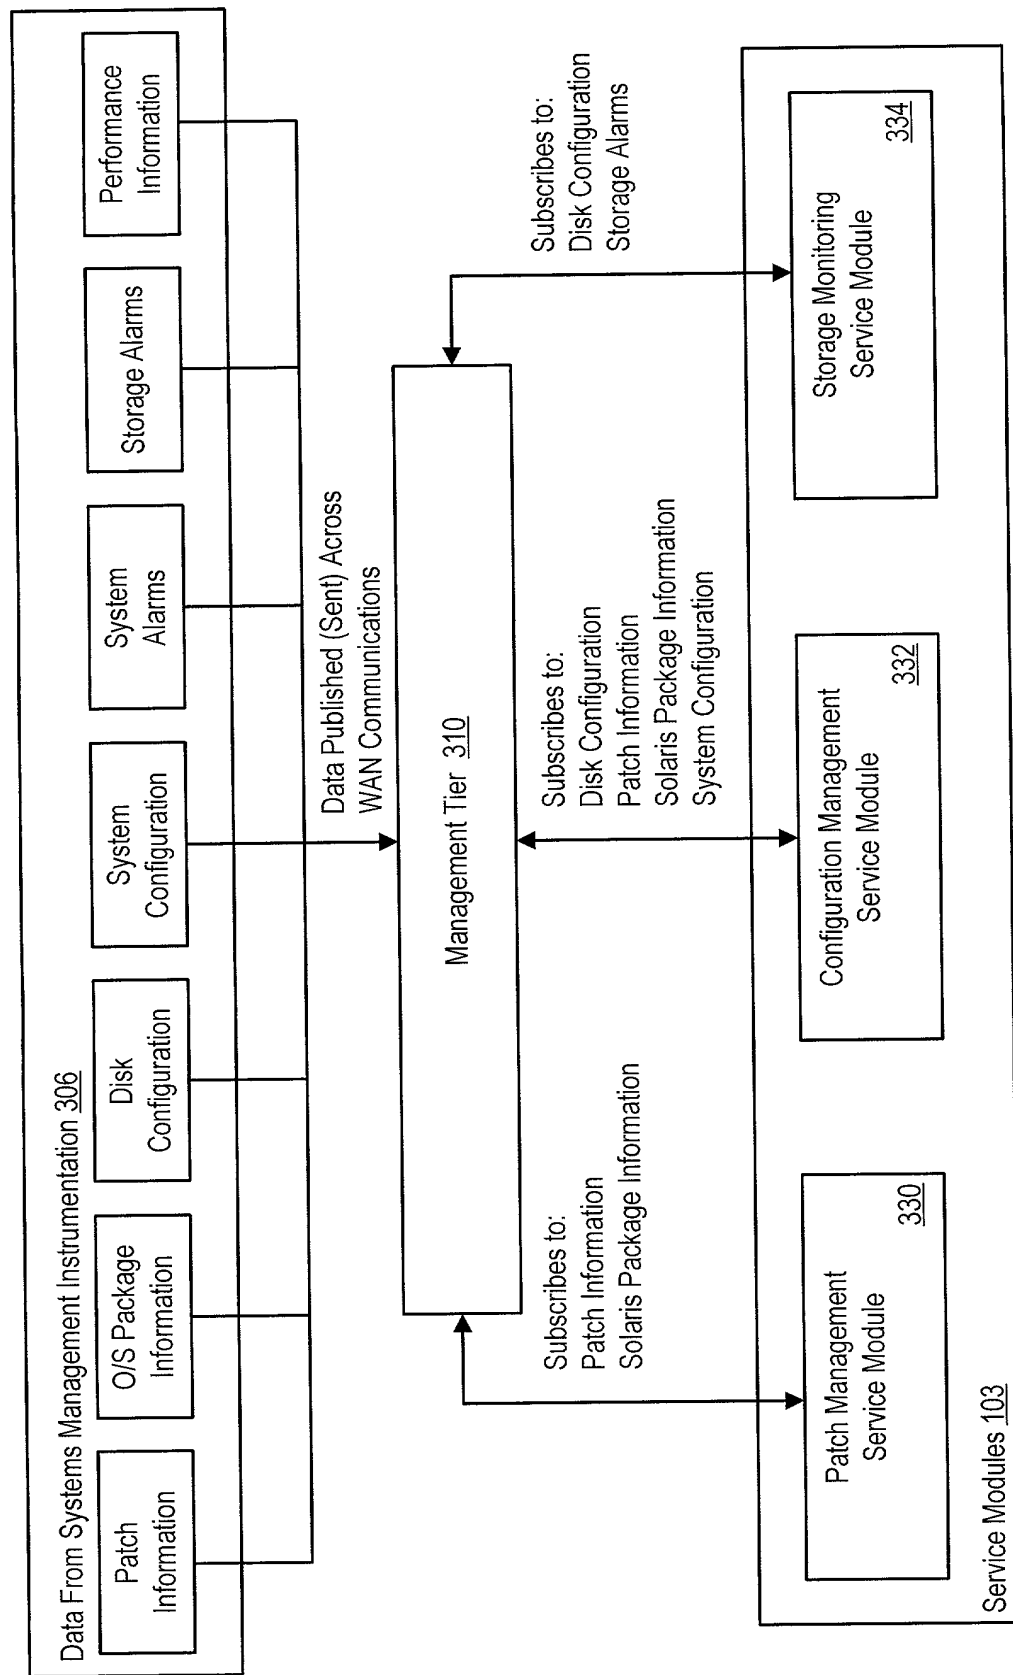 Data From Systems Management Instrumentation 306
Patch
Information
O/S Package
Information
Disk
Configuration
System
Configuration
System
Alarms
Storage Alarms
Performance
Information
Data Published (Sent) Across
WAN Communications
Management Tier 310
Subscribes to:
Patch Information
Solaris Package Information
Subscribes to:
Disk Configuration
Patch Information
Solaris Package Information
System Configuration
Subscribes to:
Disk Configuration
Storage Alarms
Patch Management
Service Module
330
Configuration Management
Service Module
332
Storage Monitoring
Service Module
334
Service Modules 103